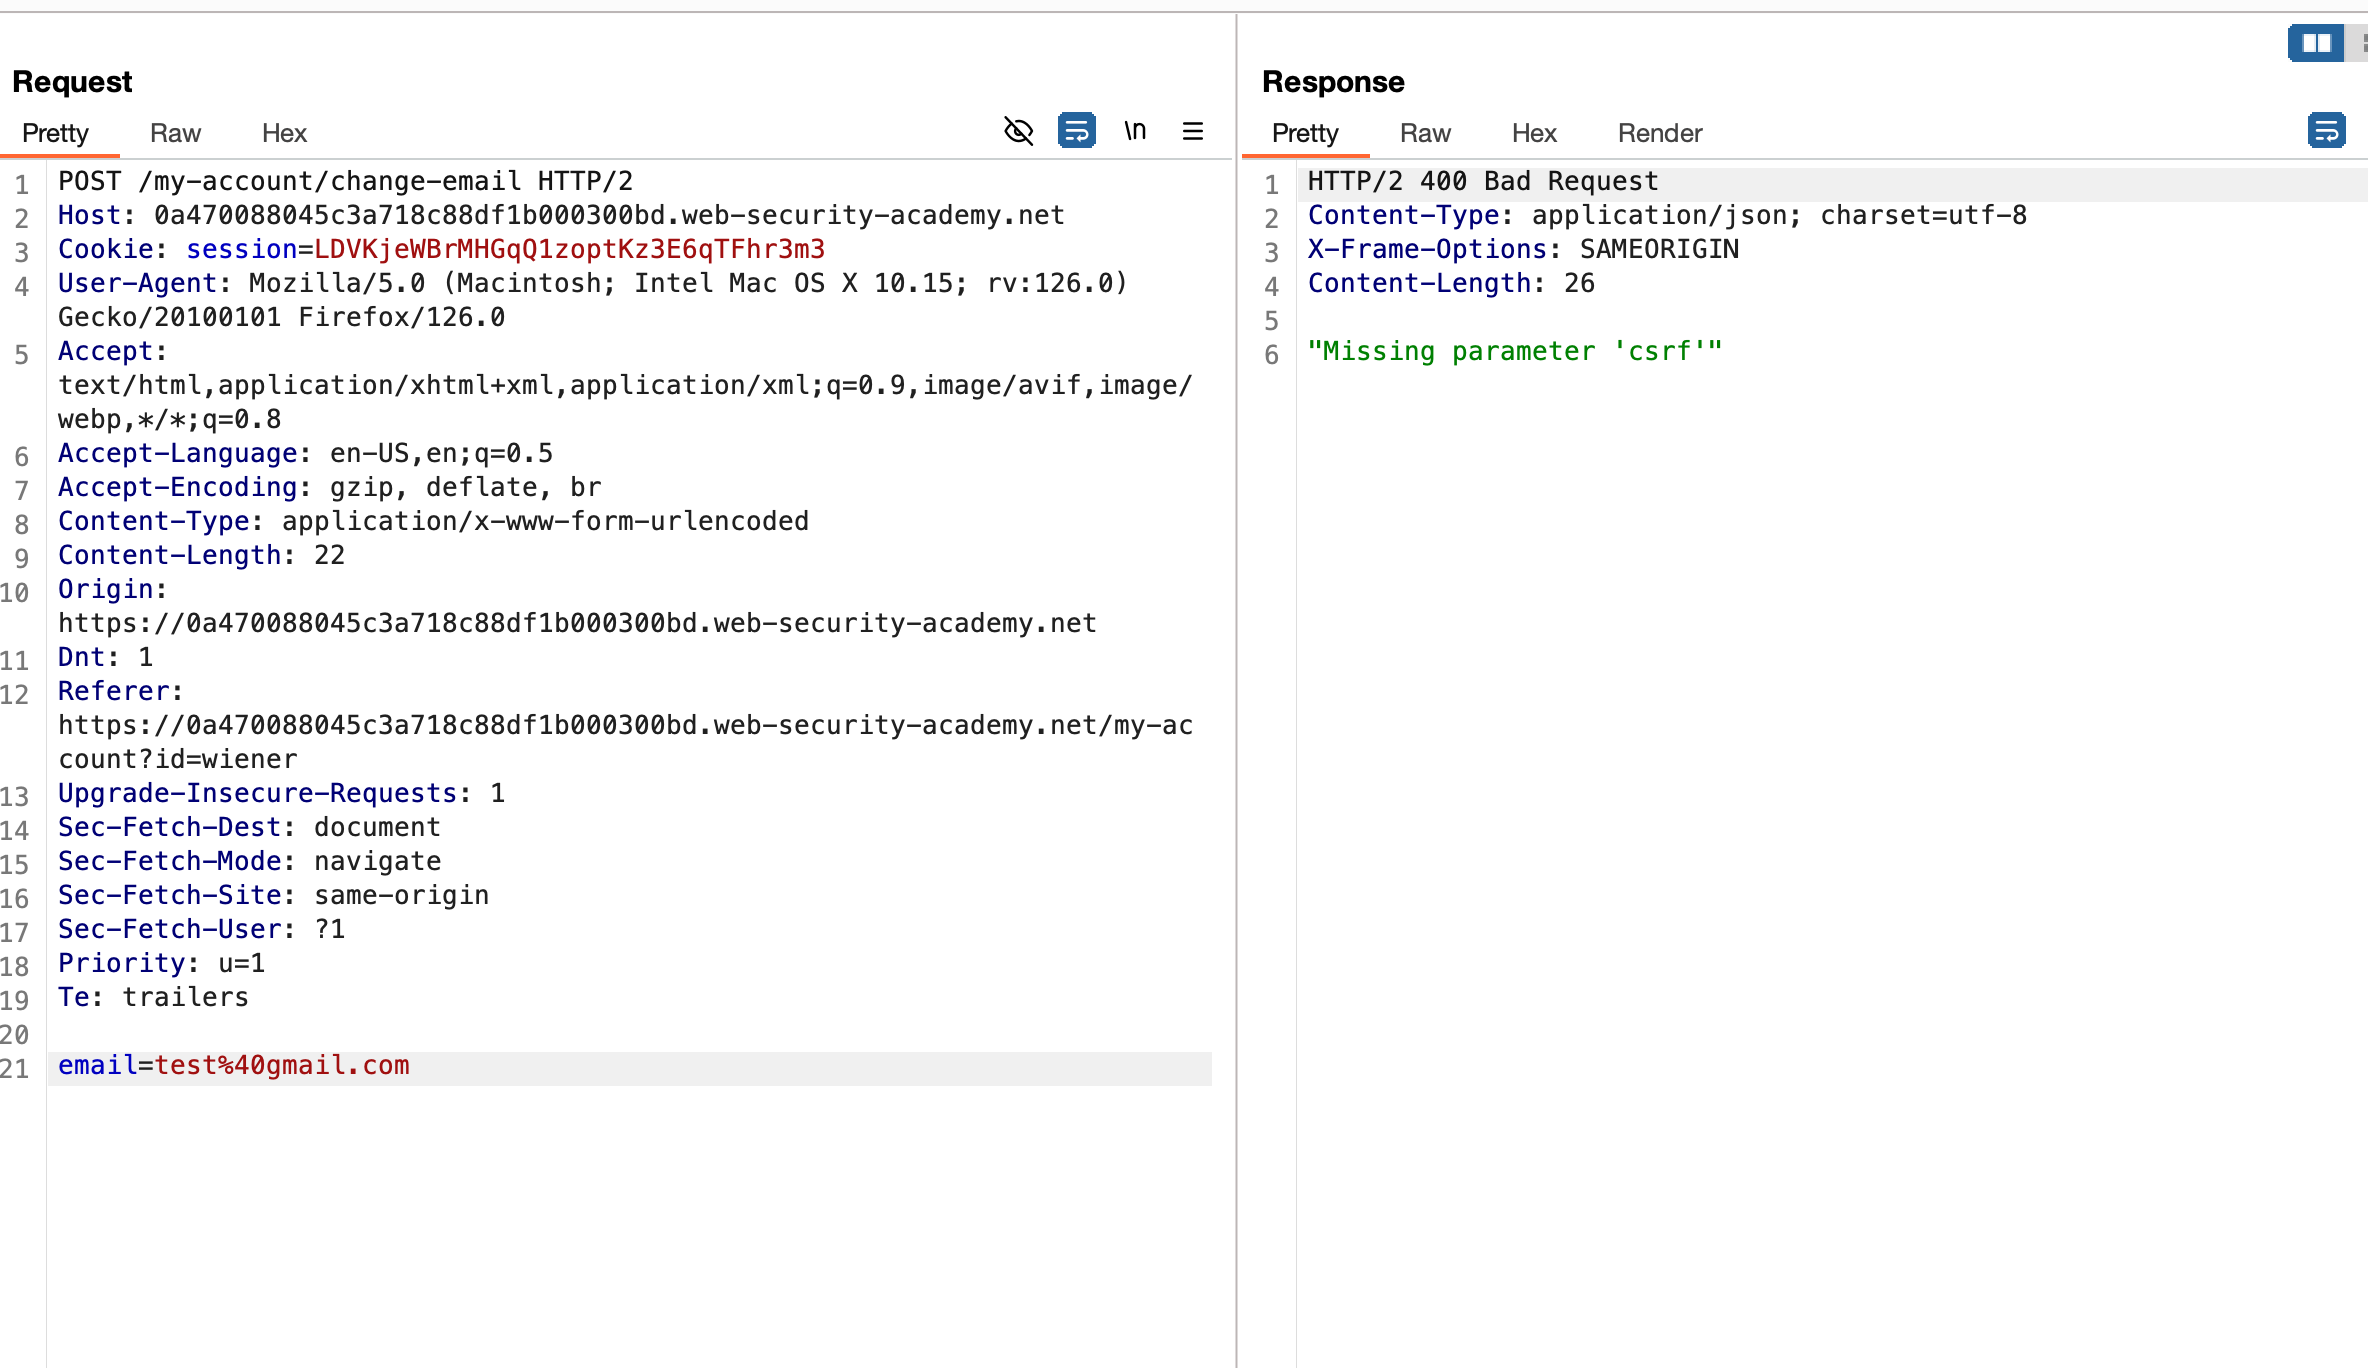 Request
Pretty Raw Hex
\n
1 POST /my-account/change-email HTTP/2
2 Host: 0a470088045c3a718c88df1b000300bd.web-security-academy.net
3 Cookie: session=LDVKjeWBrMHGqQ1zoptKz3E6qTFhr3m3
4 User-Agent: Mozilla/5.0 (Macintosh; Intel Mac OS X 10.15; rv:126.0)
Gecko/20100101 Firefox/126.0
5 Accept:
text/html,application/xhtml+xml,application/xml;q=0.9,image/avif,image/
webp,*/*;q=0.8
6 Accept-Language: en-US,en;q=0.5
7 Accept-Encoding: gzip, deflate, br
8 Content-Type: application/x-www-form-urlencoded
9 Content-Length: 22
10 Origin:
https://0a470088045c3a718c88df1b000300bd.web-security-academy.net
11 Dnt: 1
12 Referer:
https://0a470088045c3a718c88df1b000300bd.web-security-academy.net/my-ac
count?id=wiener
13 Upgrade-Insecure-Requests: 1
14 Sec-Fetch-Dest: document
15 Sec-Fetch-Mode: navigate
16 Sec-Fetch-Site: same-origin
17 Sec-Fetch-User: ?1
18 Priority: u=1
19 Te: trailers
20
21 email=test%40gmail.com
Response
Pretty Raw Hex Render
1 HTTP/2 400 Bad Request
2 Content-Type: application/json; charset=utf-8
3 X-Frame-Options: SAMEORIGIN
4 Content-Length: 26
5
6 "Missing parameter 'csrf'"